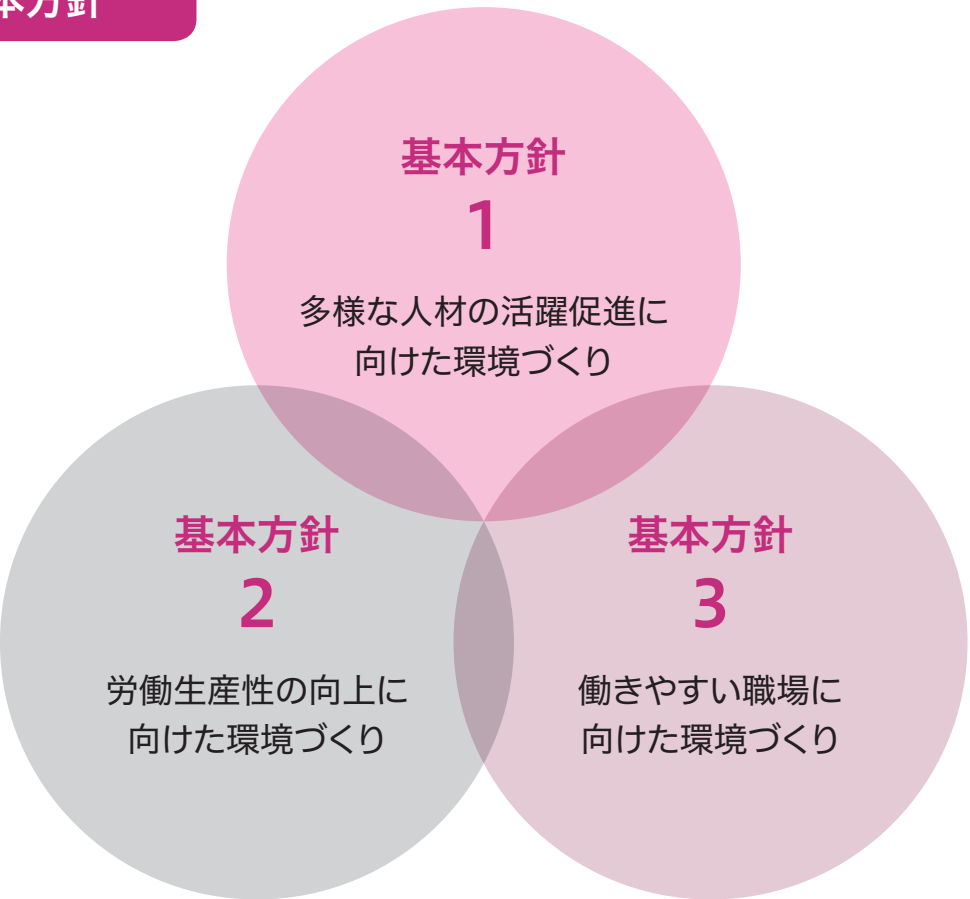 本方針
基本方針
1
多様な人材の活躍促進に
向けた環境づくり
基本方針
2
労働生産性の向上に
向けた環境づくり
基本方針
3
働きやすい職場に
向けた環境づくり